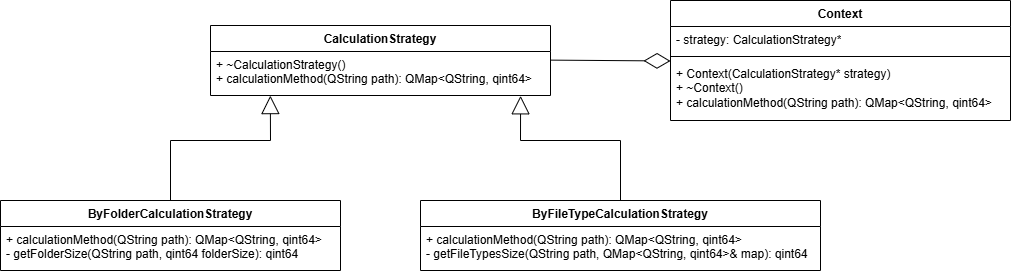 CalculationStrategy
+ ~CalculationStrategy()
+ calculationMethod(QString path): QMap<QString, qint64>
Context
- strategy: CalculationStrategy*
+ Context(CalculationStrategy* strategy)
+ ~Context()
+ calculationMethod(QString path): QMap<QString, qint64>
ByFolderCalculationStrategy
+ calculationMethod(QString path): QMap<QString, qint64>
- getFolderSize(QString path, qint64 folderSize): qint64
ByFileTypeCalculationStrategy
+ calculationMethod(QString path): QMap<QString, qint64>
- getFileTypesSize(QString path, QMap<QString, qint64>& map): qint64